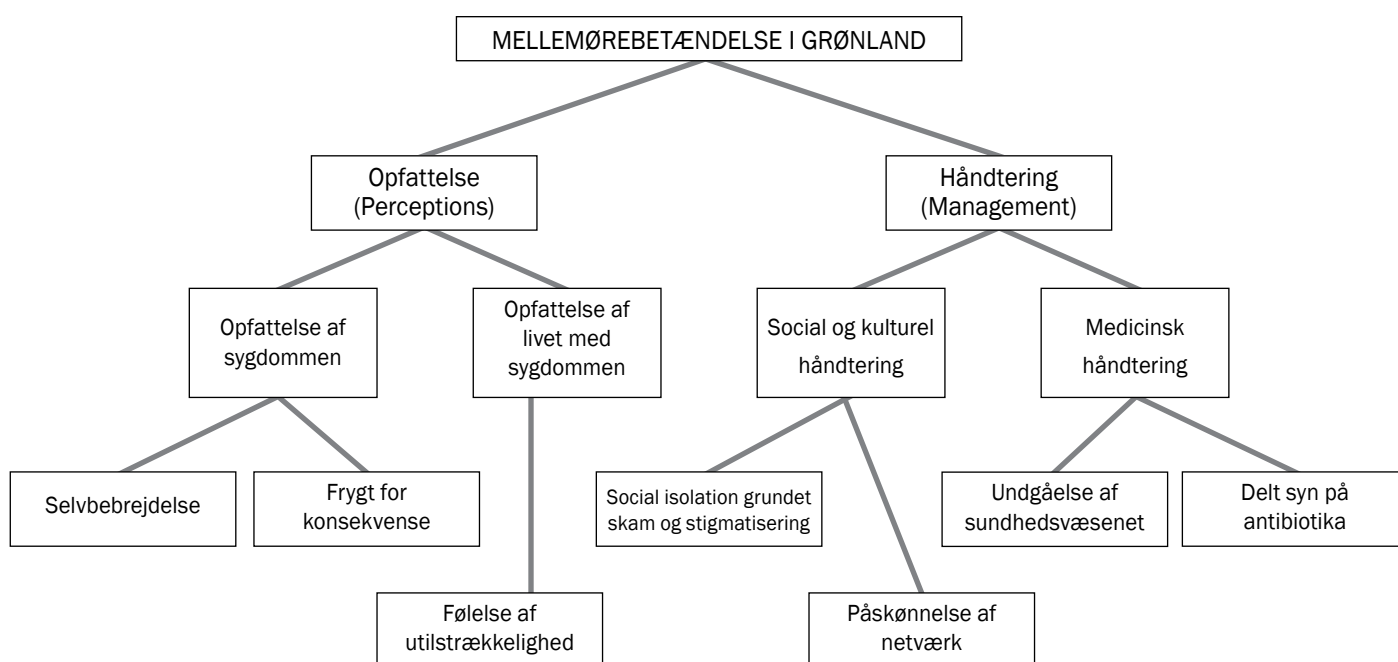 MELLEMØREBETÆNDELSE I GRØNLAND
Opfattelse
(Perceptions)
Håndtering
(Management)
Opfattelse af
sygdommen
Opfattelse af
livet med
sygdommen
Social og kulturel
håndtering
Medicinsk
håndtering
Selvbebrejdelse
Frygt for
konsekvense
Social isolation grundet
skam og stigmatisering
Undgåelse af
sundhedsvæsenet
Delt syn på
antibiotika
Følelse af
utilstrækkelighed
Påskønnelse af
netværk